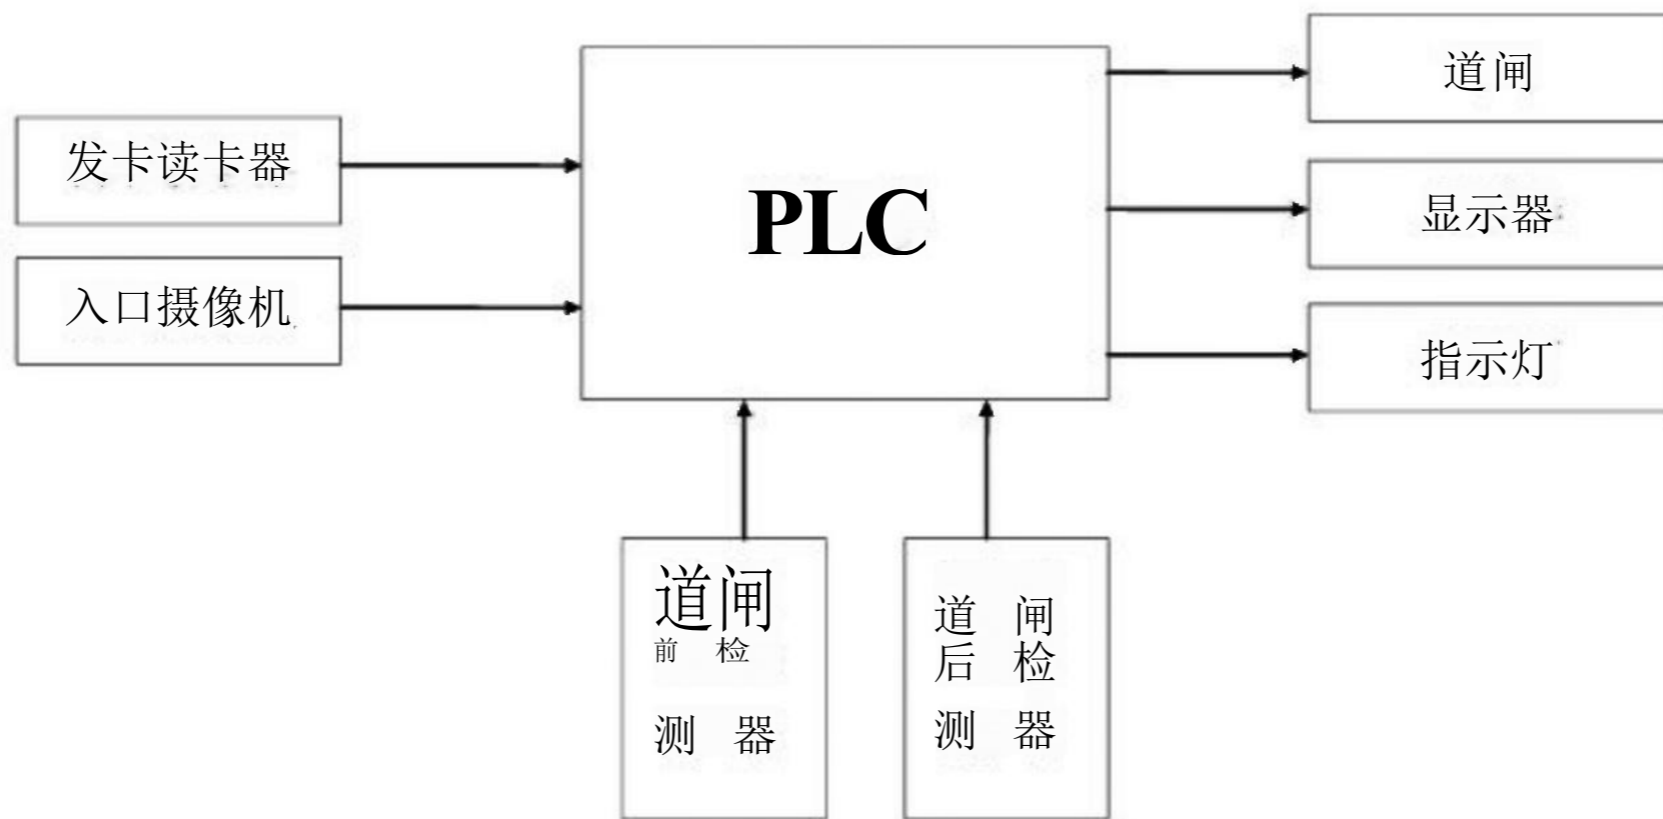 发卡读卡器
入口摄像机
PLC
道闸
显示器
指示灯
道闸
前 检
测 器
道 闸
后 检
测 器